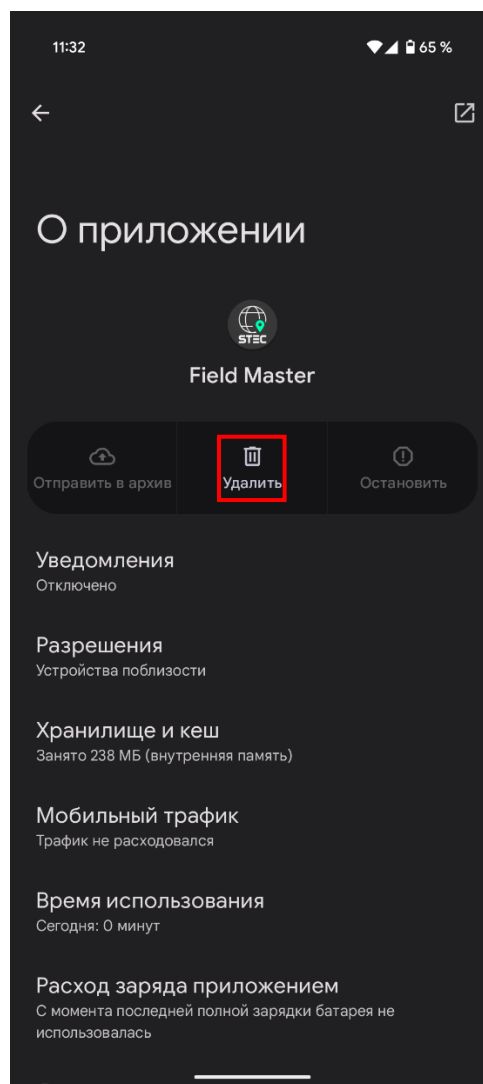 11:32
65 %
О приложении
STEC
Field Master
Отправить в архив
Удалить
Остановить
Уведомления
Отключено
Разрешения
Устройства поблизости
Хранилище и кеш
Занято 238 МБ (внутренняя память)
Мобильный трафик
Трафик не расходовался
Время использования
Сегодня: 0 минут
Расход заряда приложением
С момента последней полной зарядки батарея не
использовалась